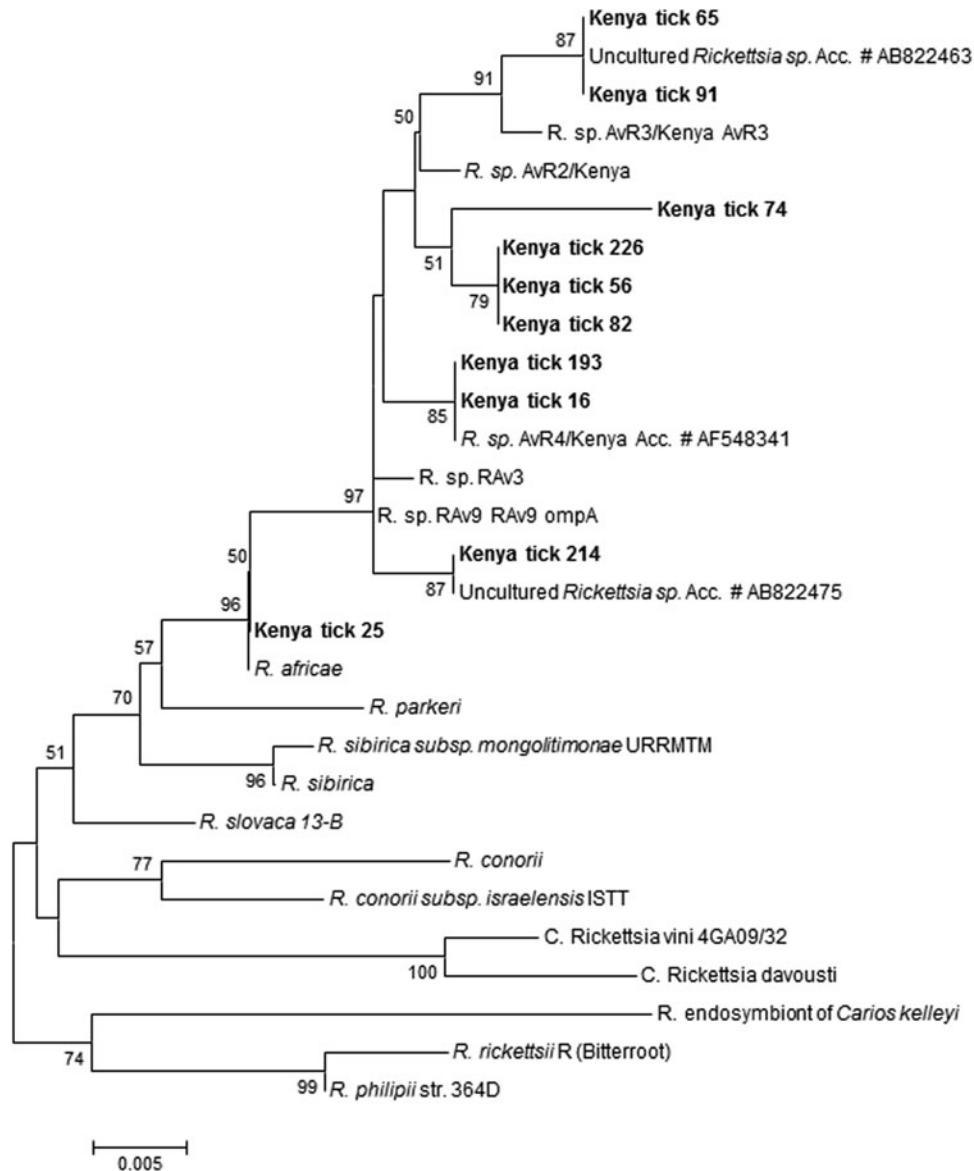 Kenya tick 65
87
Uncultured Rickettsia sp. Acc. # AB822463
91
Kenya tick 91
50
R. sp. AvR3/Kenya AvR3
R. sp. AvR2/Kenya
Kenya tick 74
Kenya tick 226
51
Kenya tick 56
79
Kenya tick 82
Kenya tick 193
Kenya tick 16
85
R. sp. AvR4/Kenya Acc. # AF548341
R. sp. RAv3
97
R. sp. RAv9 RAv9 ompA
50
Kenya tick 214
87
Uncultured Rickettsia sp. Acc. # AB822475
96
Kenya tick 25
57
R. africae
70
R. parkeri
51
R. sibirica subsp. mongolitimonae URRMTM
96
R. sibirica
R. slovaca 13-B
77
R. conorii
R. conorii subsp. israelensis ISTT
C. Rickettsia vini 4GA09/32
100
C. Rickettsia davousti
R. endosymbiont of Carios kelleyi
74
R. rickettsii R (Bitterroot)
99
R. philipii str. 364D
0.005